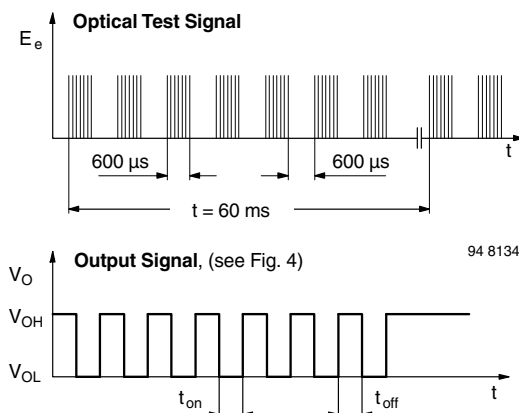 Optical Test Signal
E e
t
600 µs
600 µs
t = 60 ms
94 8134
Output Signal, (see Fig. 4)
V O
V OH
V OL
t on
t off
t